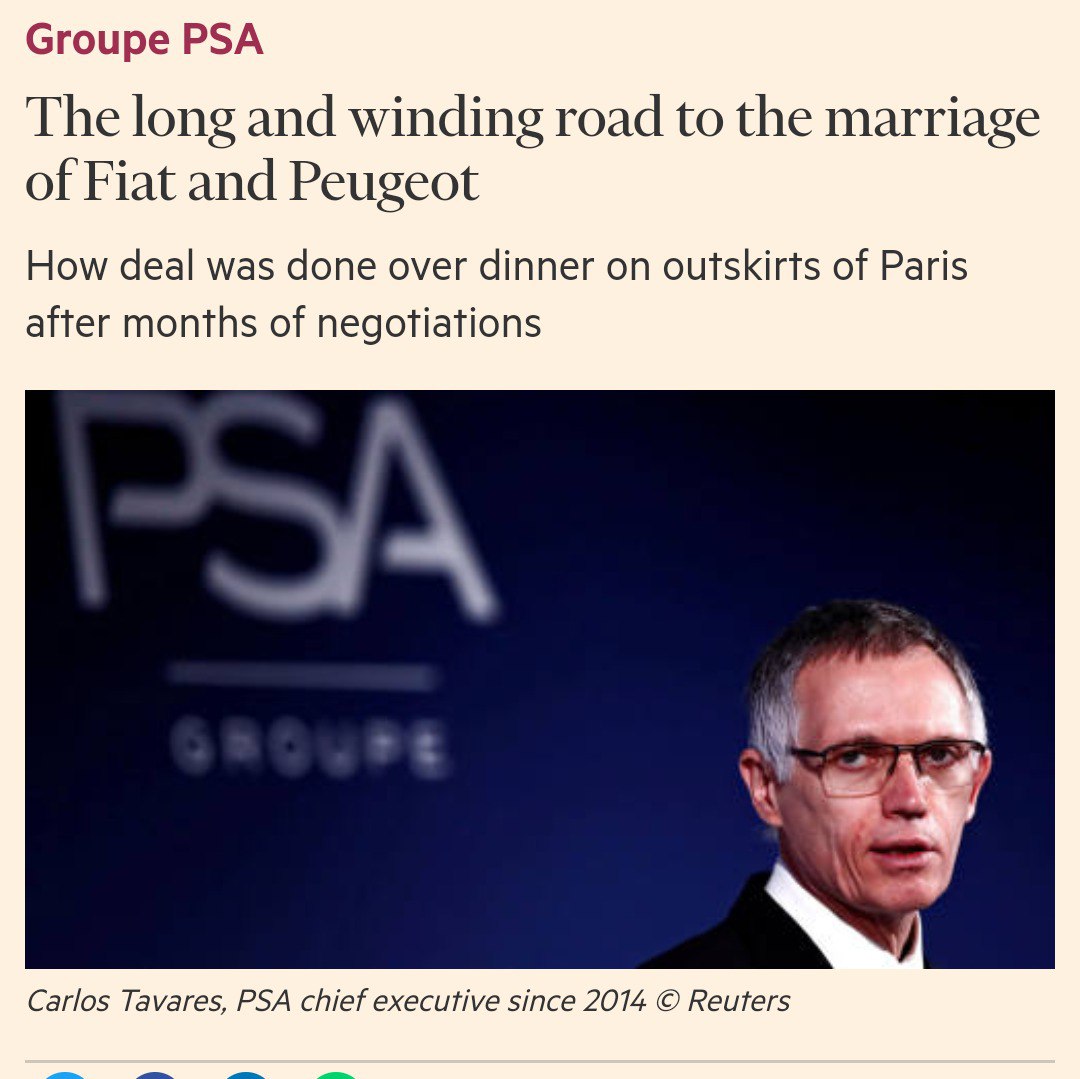 Groupe PSA
The long and winding road to the marriage
of Fiat and Peugeot
How deal was done over dinner on outskirts of Paris
after months of negotiations
PSA
GROUPE
Carlos Tavares, PSA chief executive since 2014 © Reuters